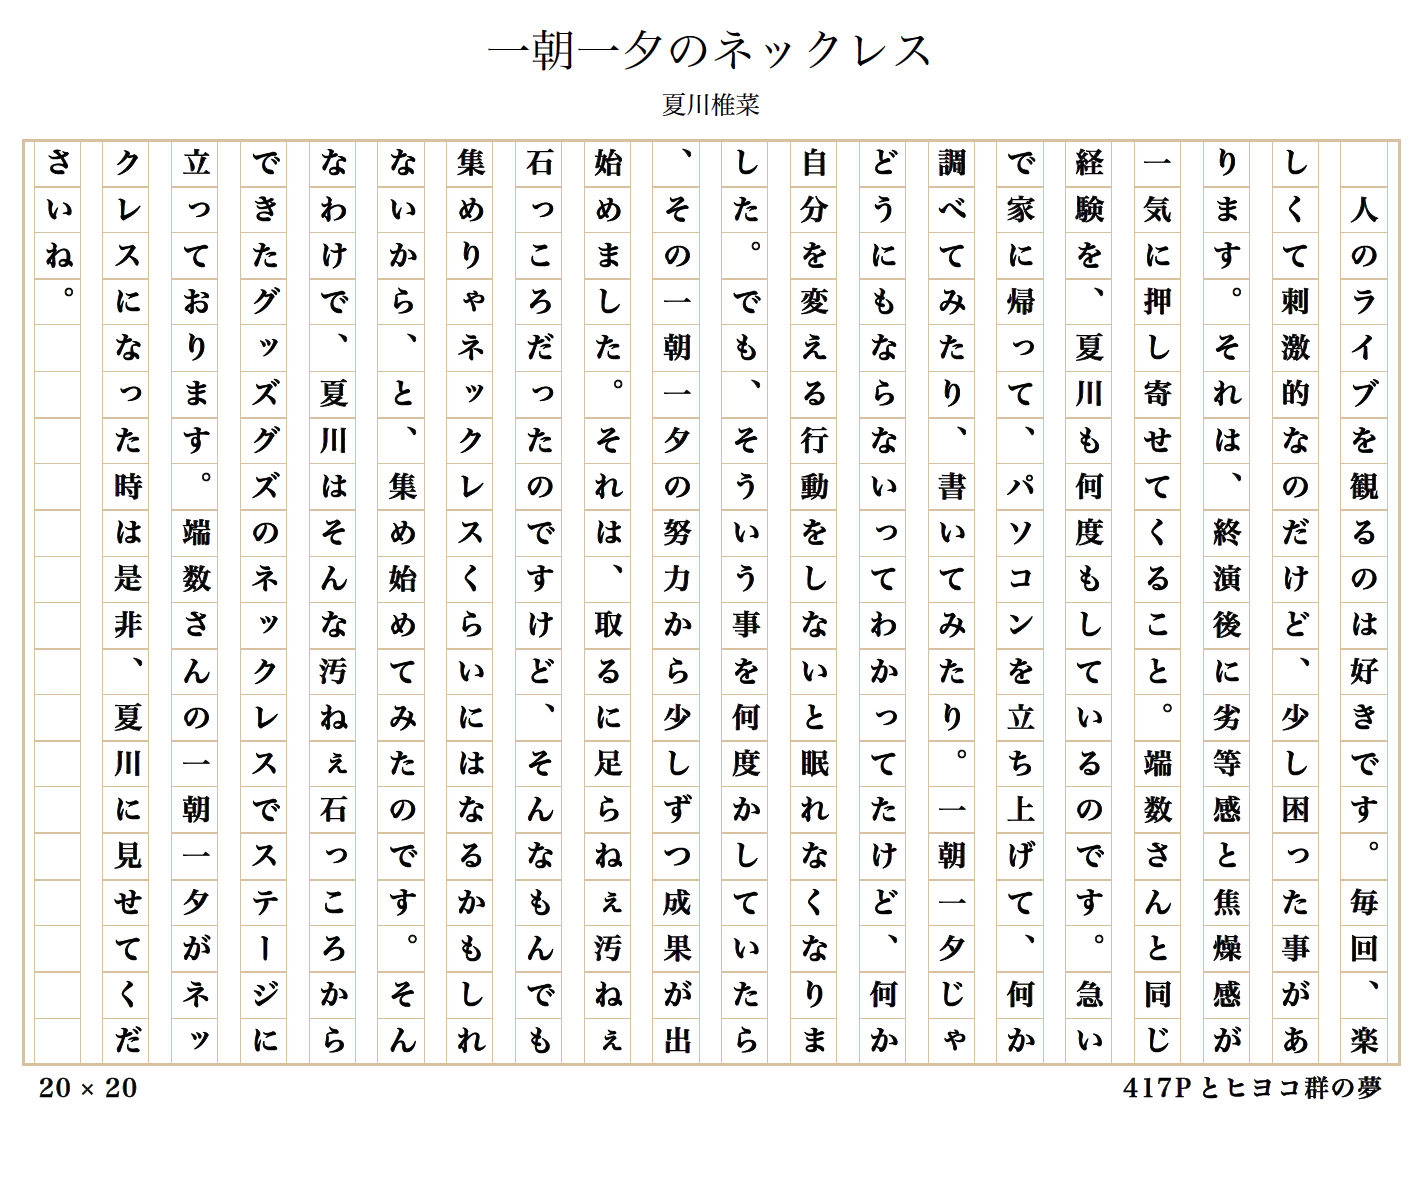 一朝一夕のネックレス
夏川椎菜
　人のライブを観るのは好きです。毎回、楽
しくて刺激的なのだけど、少し困った事があ
ります。それは、終演後に劣等感と焦燥感が
一気に押し寄せてくること。端数さんと同じ
経験を、夏川も何度もしているのです。急い
で家に帰って、パソコンを立ち上げて、何か
調べてみたり、書いてみたり。一朝一夕じゃ
どうにもならないってわかってたけど、何か
自分を変える行動をしないと眠れなくなりま
した。でも、そういう事を何度かしていたら
、その一朝一夕の努力から少しずつ成果が出
始めました。それは、取るに足らねぇ汚ねぇ
石っころだったのですけど、そんなもんでも
集めりゃネックレスくらいにはなるかもしれ
ないから、と、集め始めてみたのです。そん
なわけで、夏川はそんな汚ねぇ石っころから
できたグッズグズのネックレスでステージに
立っております。端数さんの一朝一夕がネッ
クレスになった時は是非、夏川に見せてくだ
さいね。
417Pとヒヨコ群の夢
20 × 20